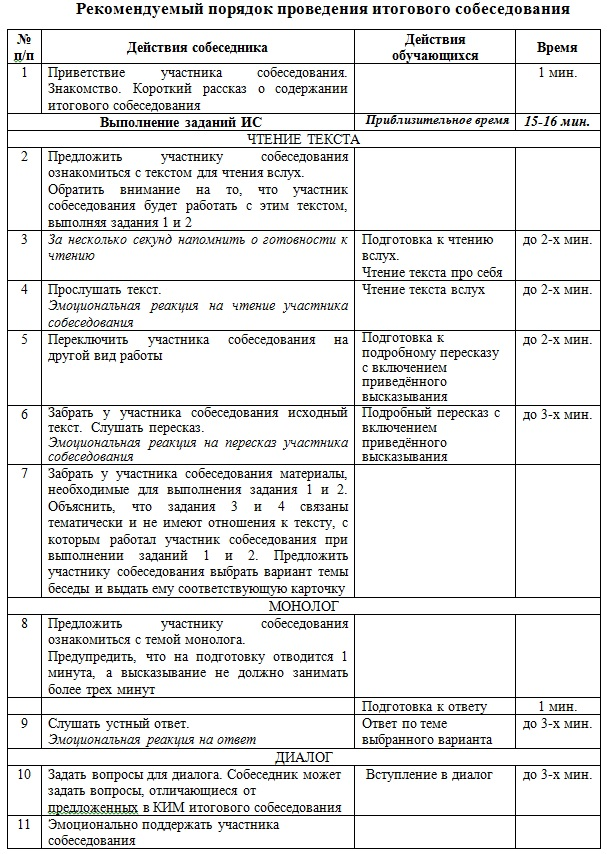 Рекомендуемый порядок проведения итогового собеседования
№ п/п
Действия собеседника
Действия обучающихся
Время
1
Приветствие участника собеседования.
Знакомство. Короткий рассказ о содержании
итогового собеседования
1 мин.
Выполнение заданий ИС
Приблизительное время
15-16 мин.
ЧТЕНИЕ ТЕКСТА
2
Предложить участнику собеседования
ознакомиться с текстом для чтения вслух.
Обратить внимание на то, что участник
собеседования будет работать с этим текстом,
выполняя задания 1 и 2
3
За несколько секунд напомнить о готовности к
чтению
Подготовка к чтению
вслух.
Чтение текста про себя
до 2-х мин.
4
Прослушать текст.
Эмоциональная реакция на чтение участника
собеседования
Чтение текста вслух
до 2-х мин.
5
Переключить участника собеседования на
другой вид работы
Подготовка к
подробному пересказу
с включением
приведённого
высказывания
до 2-х мин.
6
Забрать у участника собеседования исходный
текст. Слушать пересказ.
Эмоциональная реакция на пересказ участника
собеседования
Подробный пересказ с
включением
приведённого
высказывания
до 3-х мин.
7
Забрать у участника собеседования материалы,
необходимые для выполнения задания 1 и 2.
Объяснить, что задания 3 и 4 связаны
тематически и не имеют отношения к тексту, с
которым работал участник собеседования при
выполнении заданий 1 и 2. Предложить
участнику собеседования выбрать вариант темы
беседы и выдать ему соответствующую карточку
МОНОЛОГ
8
Предложить участнику собеседования
ознакомиться с темой монолога.
Предупредить, что на подготовку отводится 1
минута, а высказывание не должно занимать
более трех минут
Подготовка к ответу
1 мин.
9
Слушать устный ответ.
Эмоциональная реакция на ответ
Ответ по теме
выбранного варианта
до 3-х мин.
ДИАЛОГ
10
Задать вопросы для диалога. Собеседник может
задать вопросы, отличающиеся от
предложенных в КИМ итогового собеседования
Вступление в диалог
до 3-х мин.
11
Эмоционально поддержать участника
собеседования